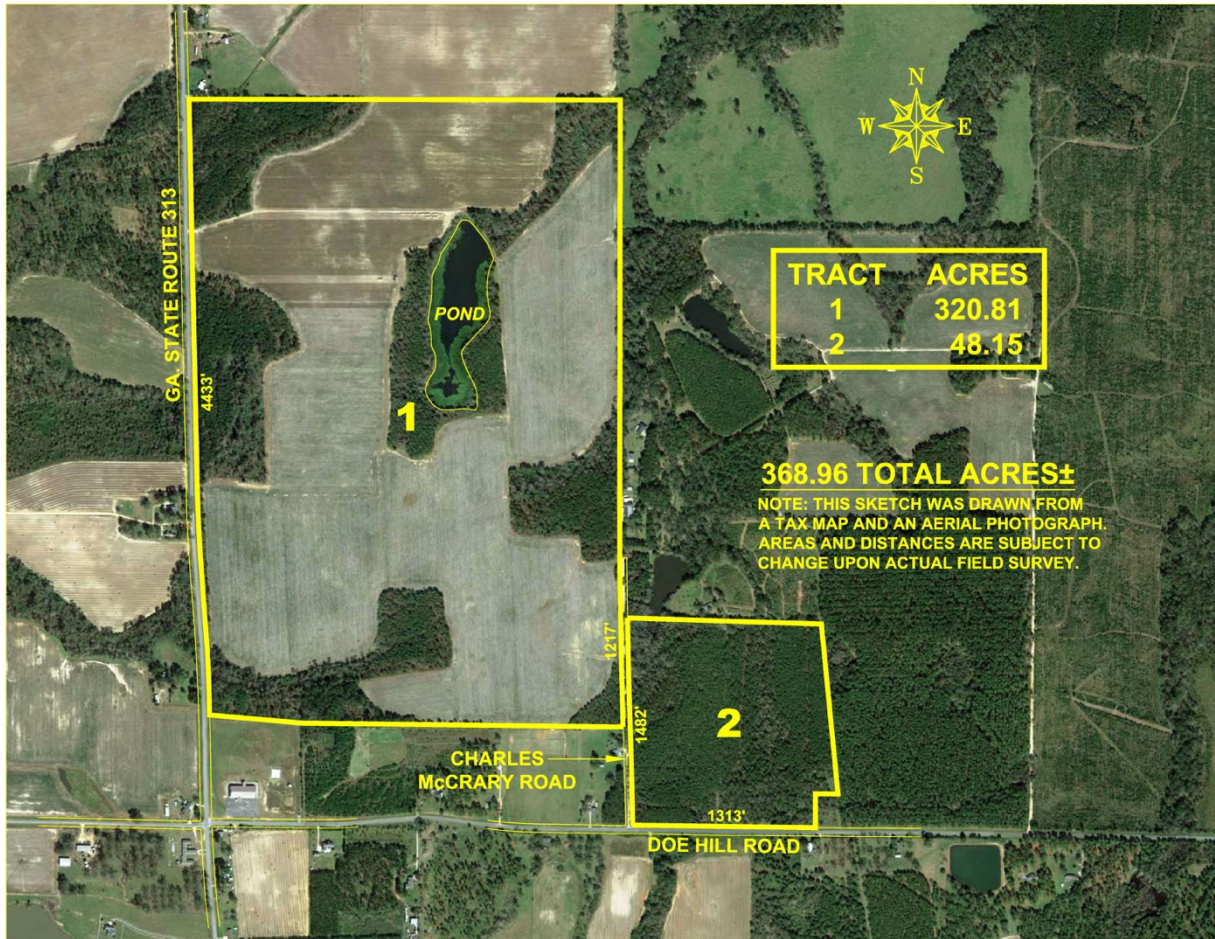 N
W E
S
GA. STATE ROUTE 313
4433'
POND
1
TRACT ACRES
1 320.81
2 48.15
368.96 TOTAL ACRES±
NOTE: THIS SKETCH WAS DRAWN FROM
A TAX MAP AND AN AERIAL PHOTOGRAPH.
AREAS AND DISTANCES ARE SUBJECT TO
CHANGE UPON ACTUAL FIELD SURVEY.
1217'
1482'
2
CHARLES
McCRARY ROAD
1313'
DOE HILL ROAD